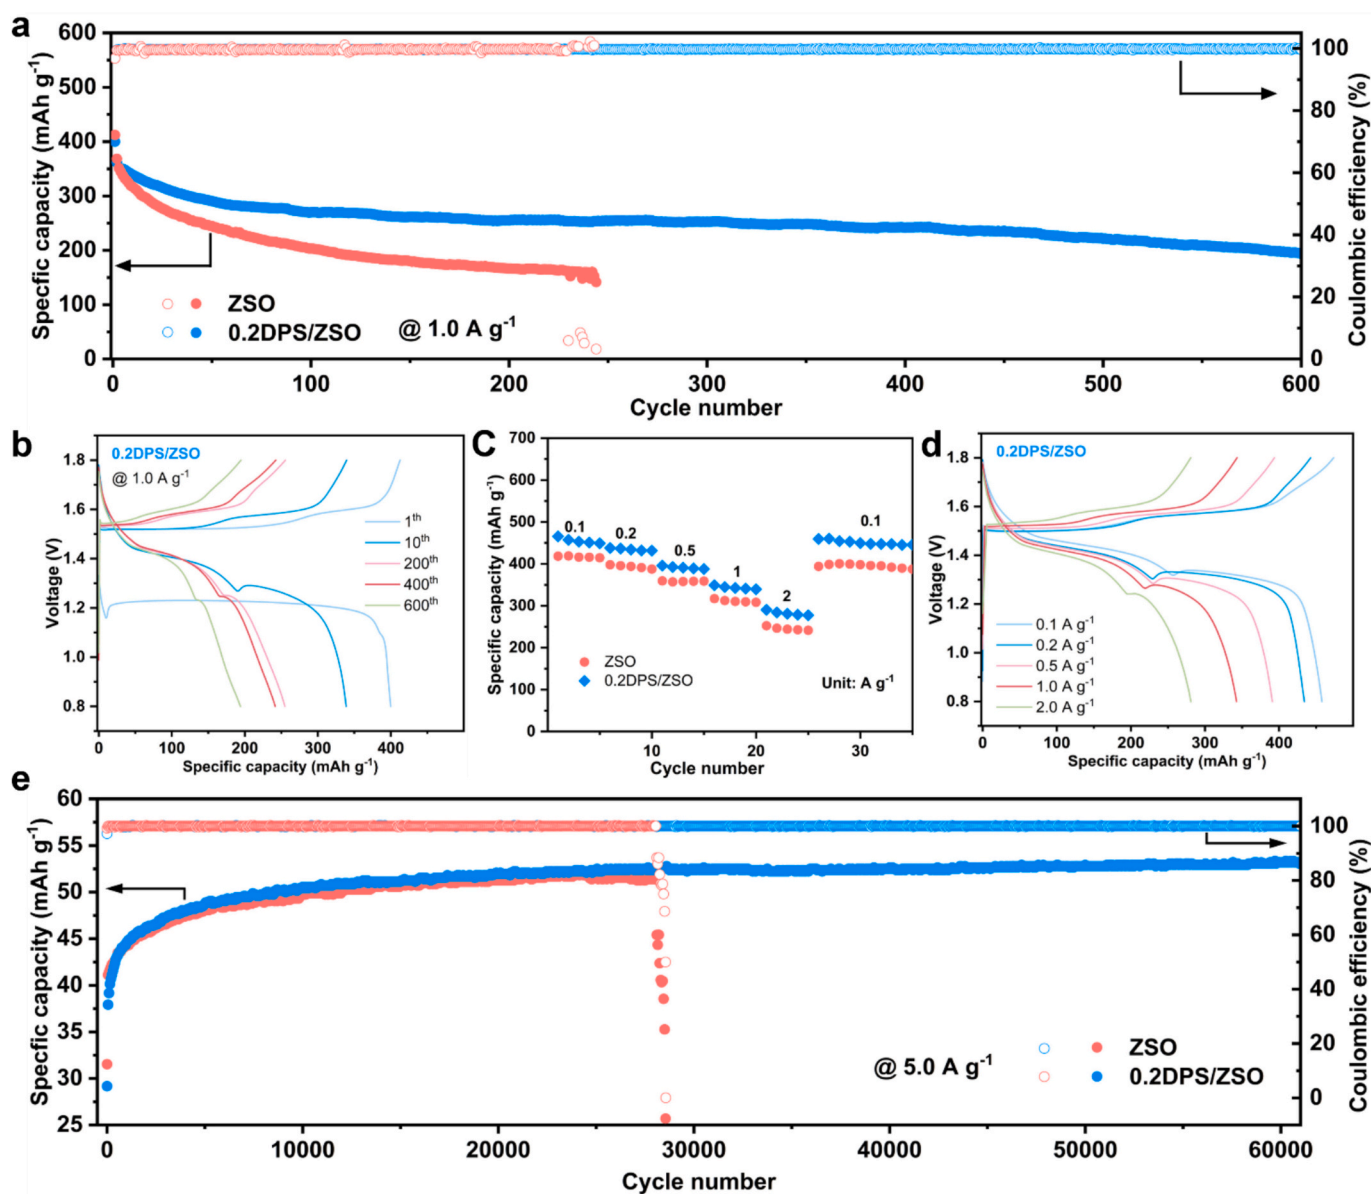 a
600
500
400
300
200
100
0
Specfic capacity (mAh g⁻¹)
100
80
60
40
20
0
Coulombic efficiency (%)
ZSO
0.2DPS/ZSO
@ 1.0 A g⁻¹
0 100 200 300 400 500 600
Cycle number
b
0.2DPS/ZSO
@ 1.0 A g⁻¹
1.8
1.6
1.4
1.2
1.0
0.8
Voltage (V)
1ᵗʰ
10ᵗʰ
200ᵗʰ
400ᵗʰ
600ᵗʰ
0 100 200 300 400
Specific capacity (mAh g⁻¹)
C
700
600
500
400
300
200
100
0
Specific capacity (mAh g⁻¹)
0.1
0.2
0.5
1
2
0.1
ZSO
0.2DPS/ZSO
Unit: A g⁻¹
10 20 30
Cycle number
d
0.2DPS/ZSO
1.8
1.6
1.4
1.2
1.0
0.8
Voltage (V)
0.1 A g⁻¹
0.2 A g⁻¹
0.5 A g⁻¹
1.0 A g⁻¹
2.0 A g⁻¹
0 100 200 300 400
Specific capacity (mAh g⁻¹)
e
60
55
50
45
40
35
30
25
Specfic capacity (mAh g⁻¹)
100
80
60
40
20
0
Coulombic efficiency (%)
@ 5.0 A g⁻¹
ZSO
0.2DPS/ZSO
0 10000 20000 30000 40000 50000 60000
Cycle number